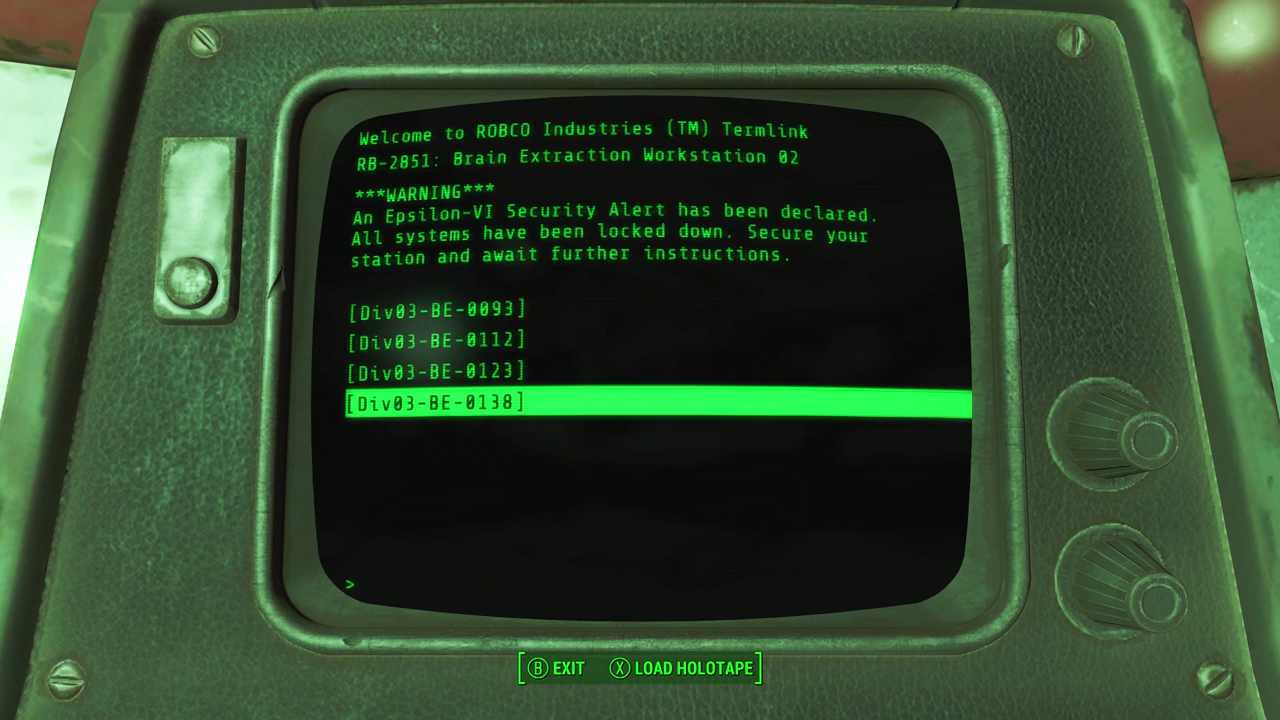 Welcome to ROBCO Industries (TM) Termlink
RB-2851: Brain Extraction Workstation 02
***WARNING***
An Epsilon-VI Security Alert has been declared.
All systems have been locked down. Secure your
station and await further instructions.
[Div03-BE-0093]
[Div03-BE-0112]
[Div03-BE-0123]
[Div03-BE-0138]
>
[B EXIT X LOAD HOLOTAPE]